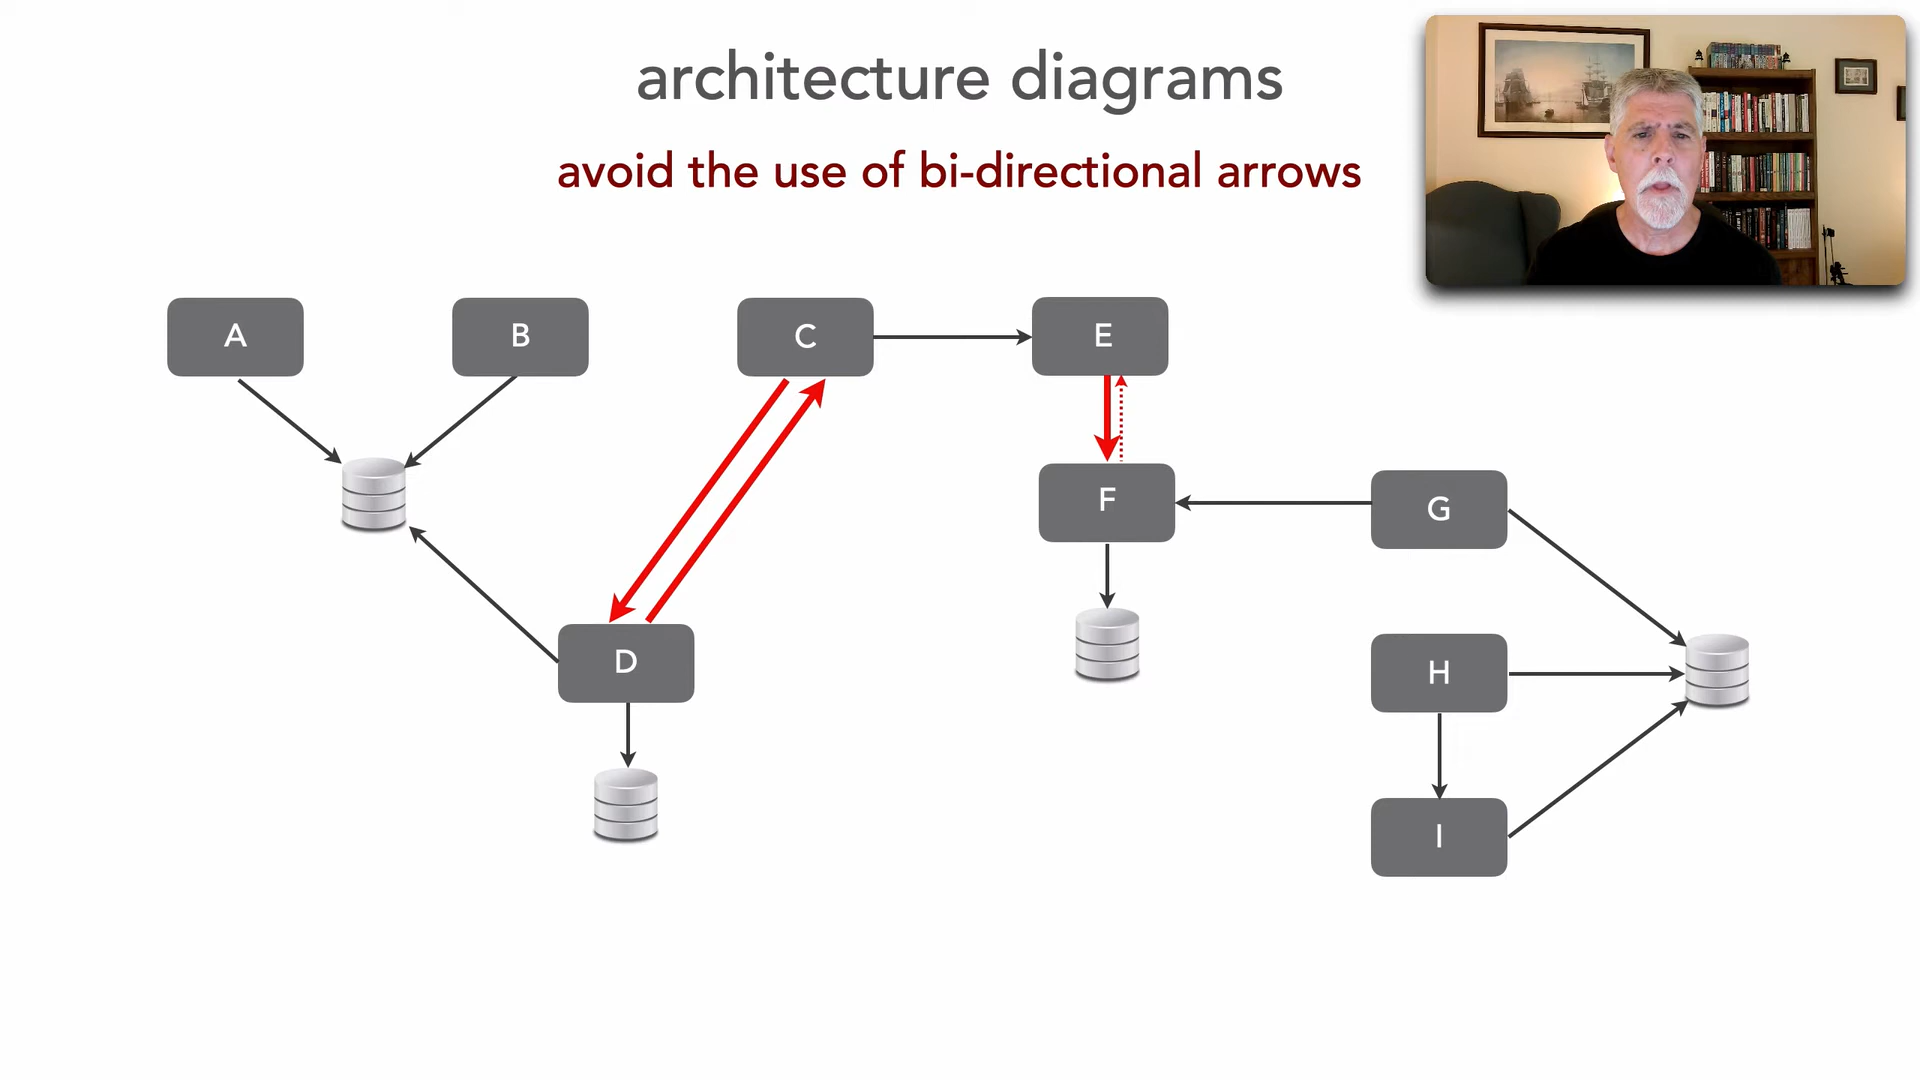 architecture diagrams
avoid the use of bi-directional arrows
A
B
C
E
F
G
D
H
I